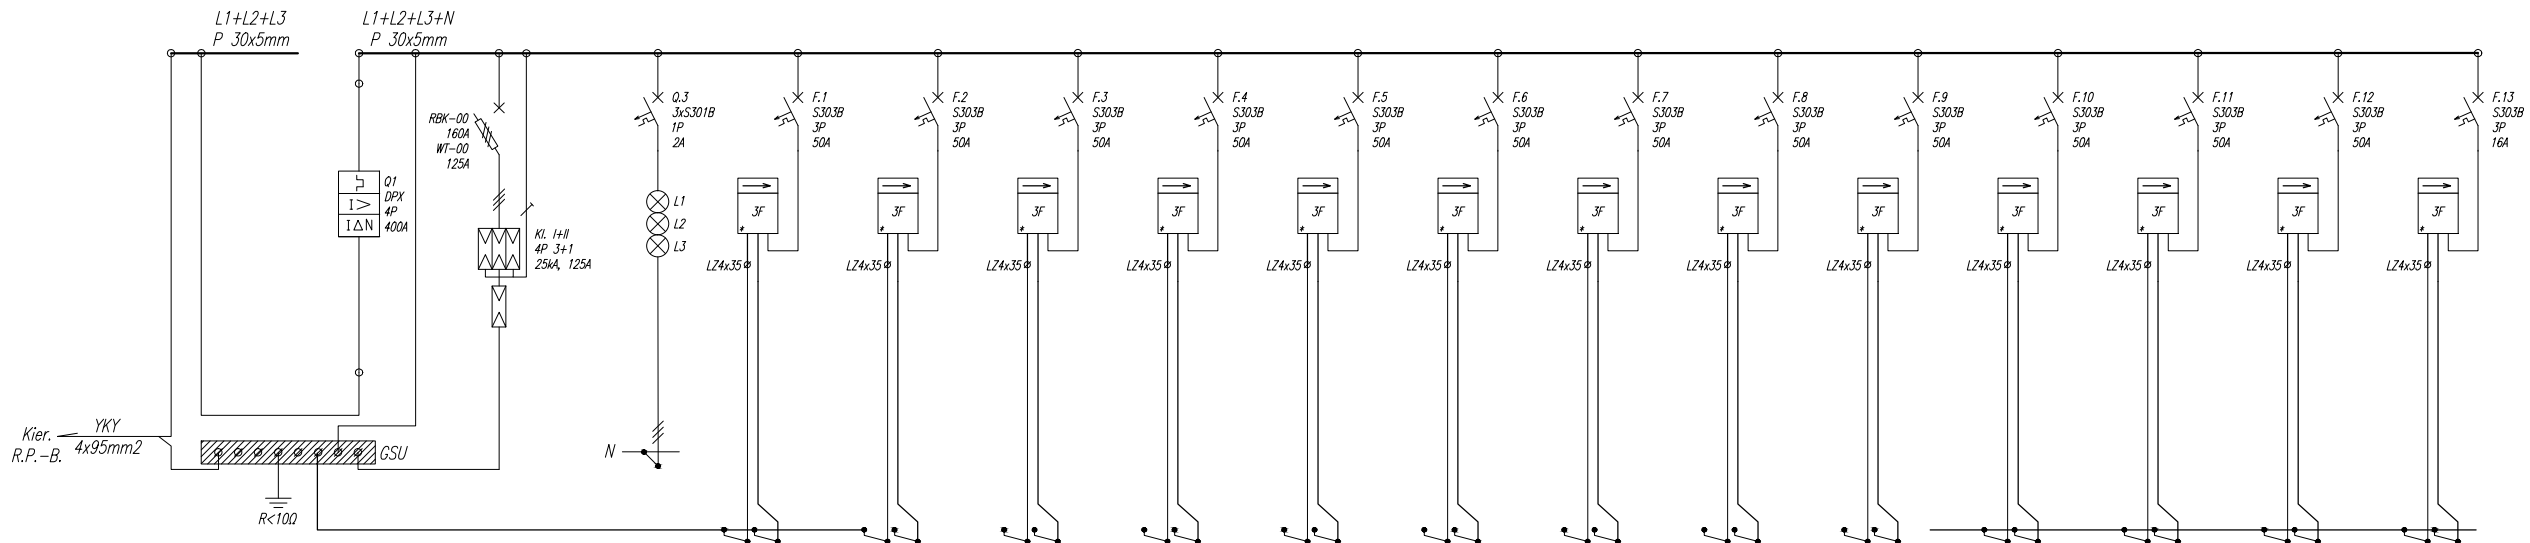 L1+L2+L3
P 30x5mm
L1+L2+L3+N
P 30x5mm
RBK-00
160A
WT-00
125A
Q1
DPX
4P
400A
I>
I∆N
Kl. I+II
4P 3+1
25kA, 125A
Q.3
3xS301B
1P
2A
L1
L2
L3
N
Kier.
R.P.-B.
YKY
4x95mm2
GSU
R<10Ω
F.1
S303B
3P
50A
3F
*
LZ4x35
F.2
S303B
3P
50A
3F
*
LZ4x35
F.3
S303B
3P
50A
3F
*
LZ4x35
F.4
S303B
3P
50A
3F
*
LZ4x35
F.5
S303B
3P
50A
3F
*
LZ4x35
F.6
S303B
3P
50A
3F
*
LZ4x35
F.7
S303B
3P
50A
3F
*
LZ4x35
F.8
S303B
3P
50A
3F
*
LZ4x35
F.9
S303B
3P
50A
3F
*
LZ4x35
F.10
S303B
3P
50A
3F
*
LZ4x35
F.11
S303B
3P
50A
3F
*
LZ4x35
F.12
S303B
3P
50A
3F
*
LZ4x35
F.13
S303B
3P
16A
3F
*
LZ4x35